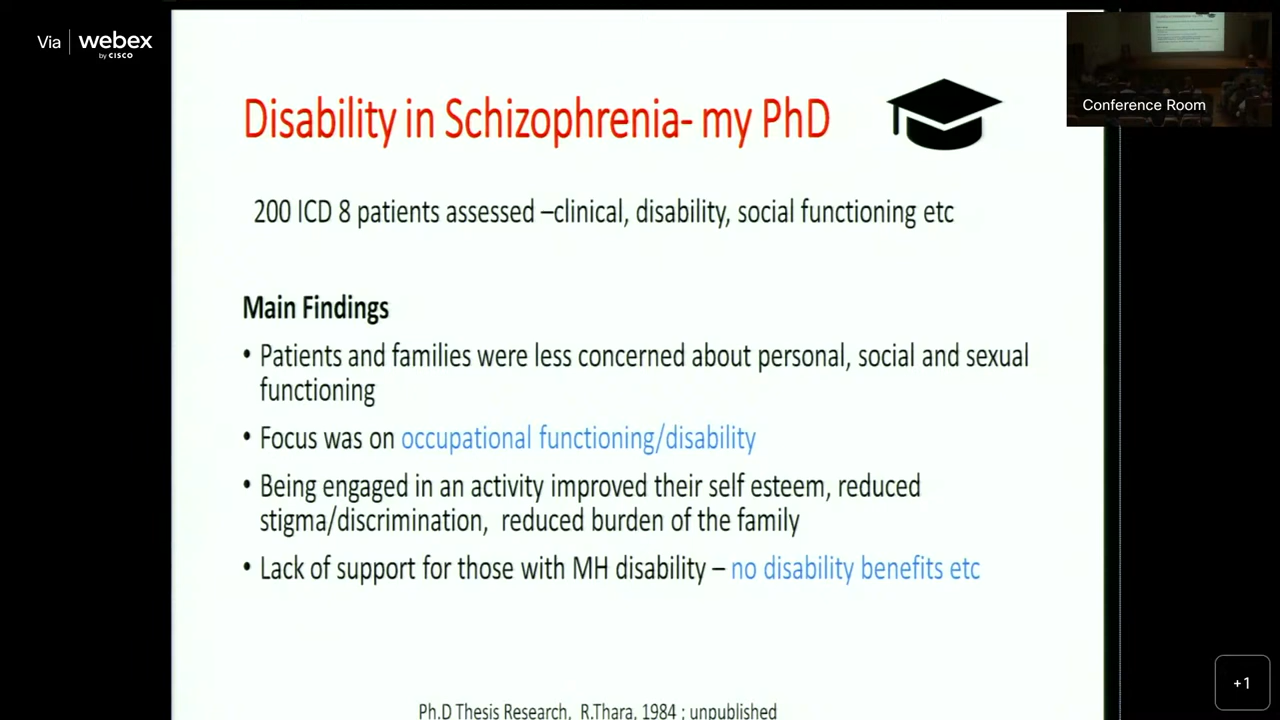 Via webex
by CISCO
Conference Room
Disability in Schizophrenia- my PhD
200 ICD 8 patients assessed –clinical, disability, social functioning etc
Main Findings
• Patients and families were less concerned about personal, social and sexual
functioning
• Focus was on occupational functioning/disability
• Being engaged in an activity improved their self esteem, reduced
stigma/discrimination, reduced burden of the family
• Lack of support for those with MH disability – no disability benefits etc
Ph.D Thesis Research, R.Thara, 1984 ; unpublished
+1